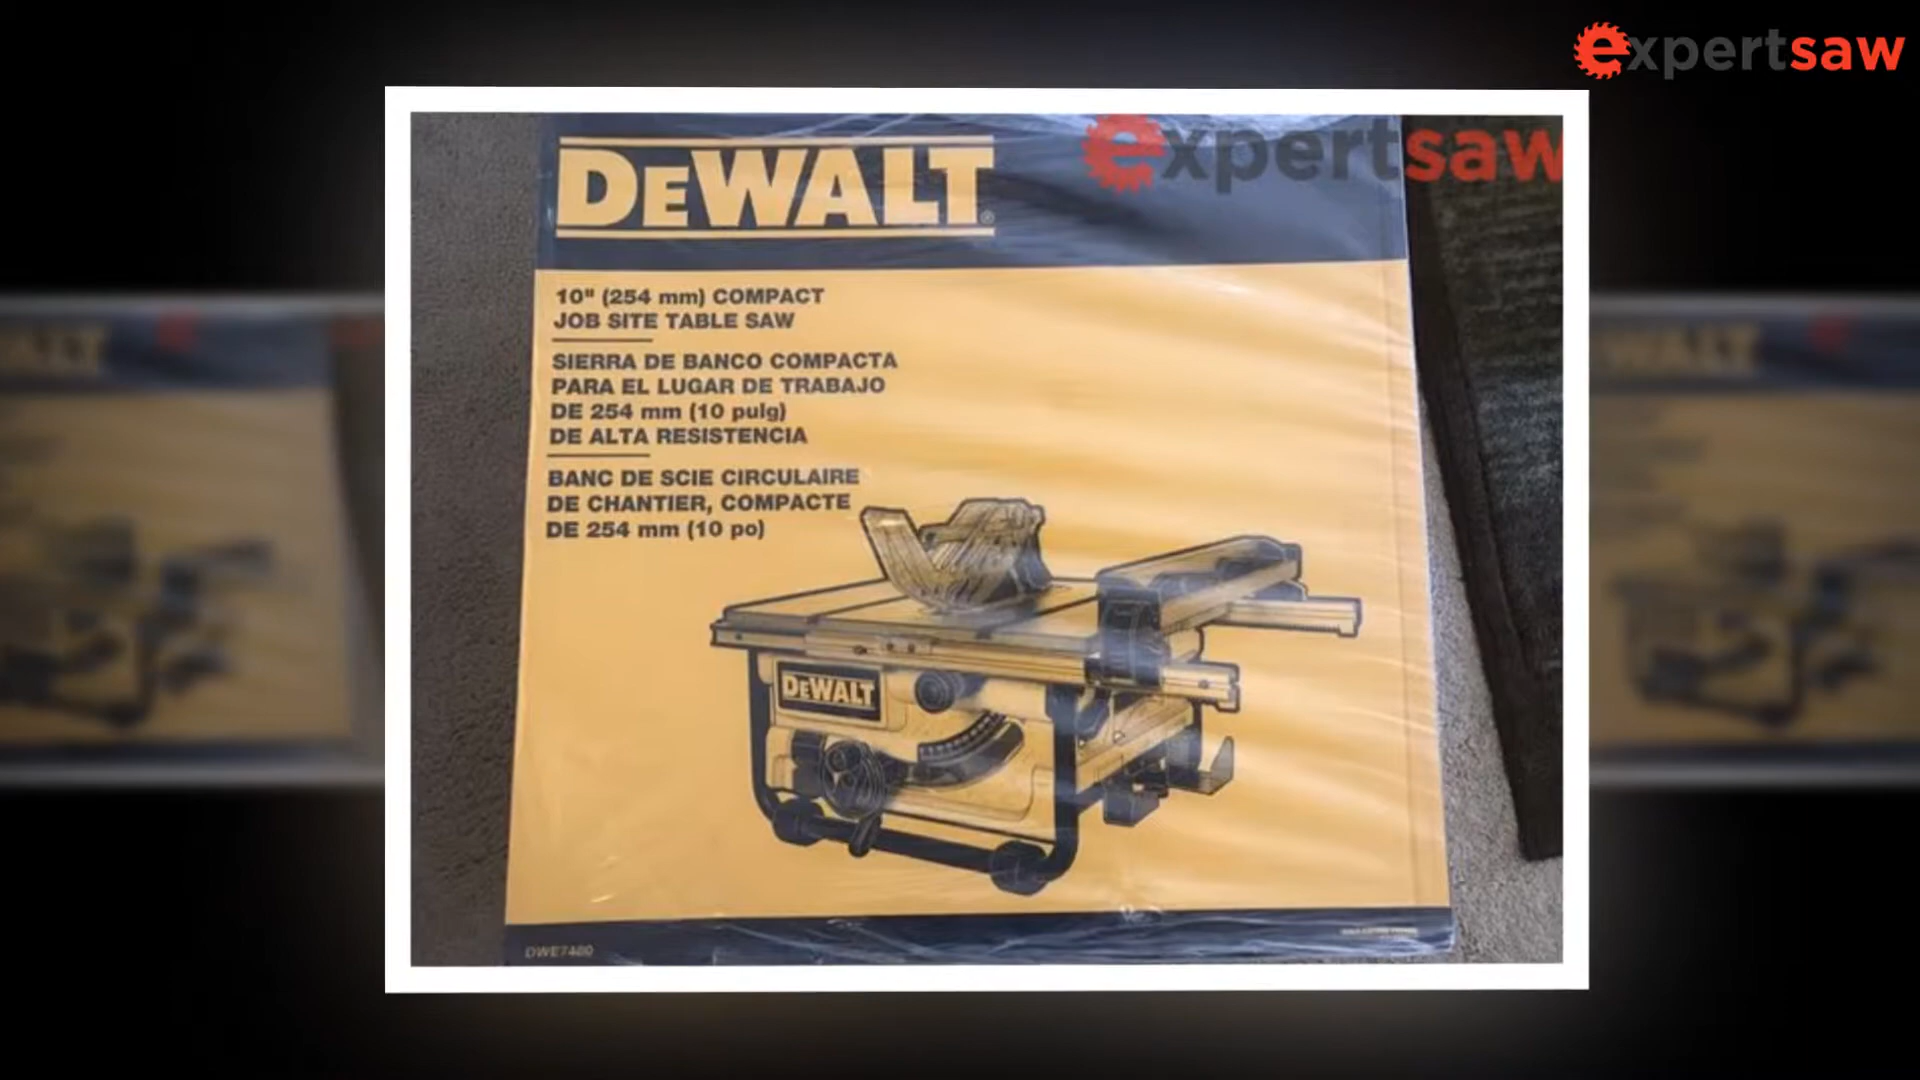 expertsaw
DEWALT
expertsaw
10" (254 mm) COMPACT
JOB SITE TABLE SAW
SIERRA DE BANCO COMPACTA
PARA EL LUGAR DE TRABAJO
DE 254 mm (10 pulg)
DE ALTA RESISTENCIA
BANC DE SCIE CIRCULAIRE
DE CHANTIER, COMPACTE
DE 254 mm (10 po)
DEWALT
DWE7480